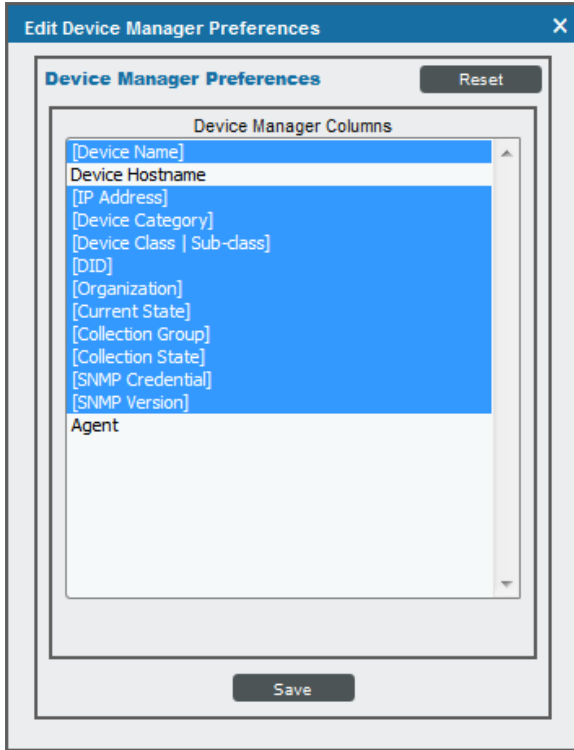 Edit Device Manager Preferences
Device Manager Preferences
Reset
Device Manager Columns
[Device Name]
Device Hostname
[IP Address]
[Device Category]
[Device Class | Sub-class]
[DID]
[Organization]
[Current State]
[Collection Group]
[Collection State]
[SNMP Credential]
[SNMP Version]
Agent
Save